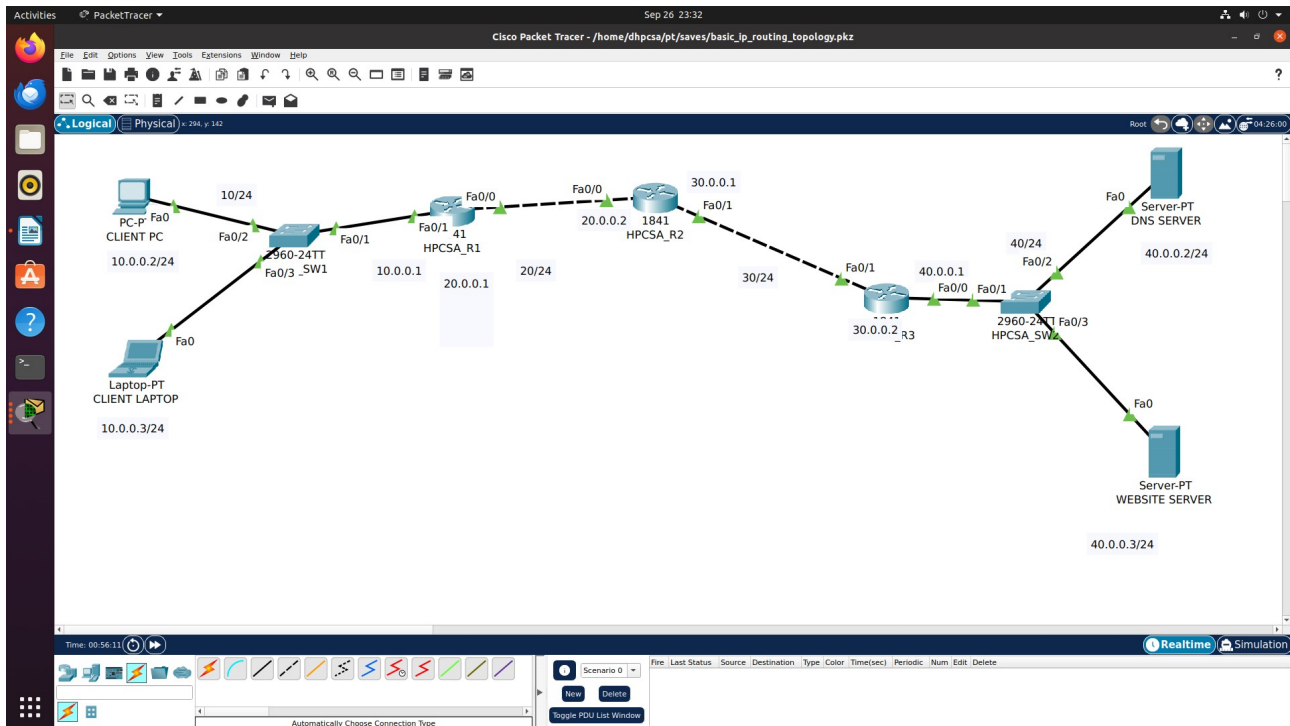 Activities
PacketTracer
Sep 26 23:32
Cisco Packet Tracer - /home/dhpcsa/pt/saves/basic_ip_routing_topology.pkz
File Edit Options View Tools Extensions Window Help
?
Logical
Physical
x: 294, y: 142
Root
04:26:00
10/24
Fa0
PC-P
CLIENT PC
10.0.0.2/24
Fa0/2
Fa0/1
2960-24TT
_SW1
Fa0/3
Fa0
Laptop-PT
CLIENT LAPTOP
10.0.0.3/24
10.0.0.1
Fa0/1
Fa0/0
41
HPCSA_R1
20.0.0.1
20/24
Fa0/0
20.0.0.2
1841
HPCSA_R2
30.0.0.1
Fa0/1
30/24
Fa0/1
30.0.0.2
_R3
40.0.0.1
Fa0/0
Fa0/1
2960-24TT
HPCSA_SW2
40/24
Fa0/2
Fa0/3
Fa0
Server-PT
DNS SERVER
40.0.0.2/24
Fa0
Server-PT
WEBSITE SERVER
40.0.0.3/24
Time: 00:56:11
Realtime
Simulation
Scenario 0
New
Delete
Toggle PDU List Window
Fire Last Status Source Destination Type Color Time(sec) Periodic Num Edit Delete
Automatically Choose Connection Type